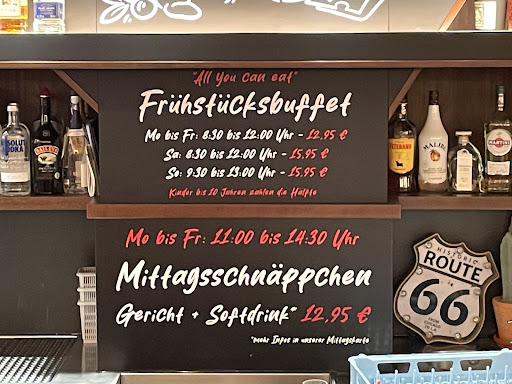 "All you can eat"
Frühstücksbuffet
Mo bis Fr: 8:30 bis 12:00 Uhr - 12,95 €
Sa: 8:30 bis 12:00 Uhr - 15,95 €
So: 9:30 bis 13:00 Uhr - 15,95 €
Kinder bis 10 Jahren zahlen die Hälfte
Mo bis Fr: 11:00 bis 14:30 Uhr
Mittagsschnäppchen
Gericht + Softdrink* 12,95 €
*mehr Infos in unserer Mittagskarte
ABSOLUT
VODKA
BAILEYS
VETERANO
MALIBU
MARTINI
HISTORIC
ROUTE
66